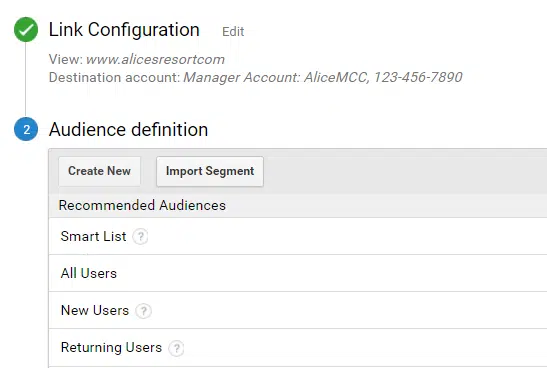 Link Configuration Edit
View: www.alicesresortcom
Destination account: Manager Account: AliceMCC, 123-456-7890
2 Audience definition
Create New Import Segment
Recommended Audiences
Smart List ?
All Users
New Users ?
Returning Users ?